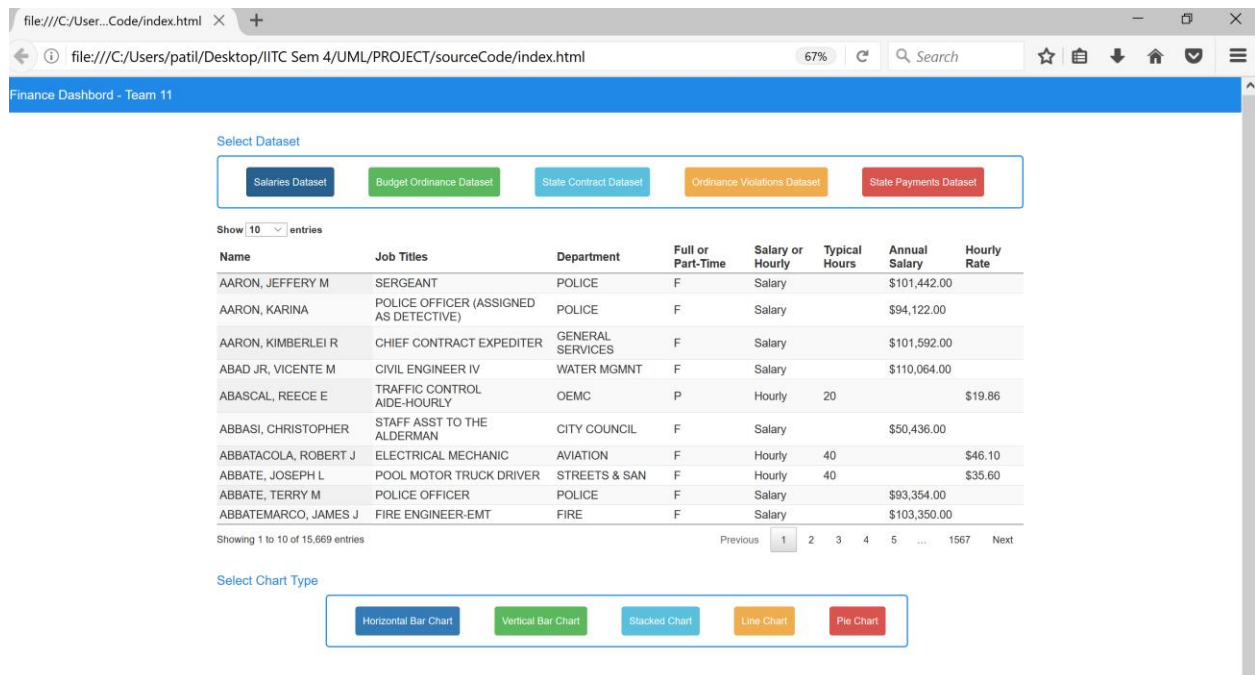 file:///C:/User...Code/index.html
file:///C:/Users/patil/Desktop/IITC Sem 4/UML/PROJECT/sourceCode/index.html 67% Search
Finance Dashbord - Team 11
Select Dataset
Salaries Dataset Budget Ordinance Dataset State Contract Dataset Ordinance Violations Dataset State Payments Dataset
Show 10 entries
Name Job Titles Department Full or Part-Time Salary or Hourly Typical Hours Annual Salary Hourly Rate
AARON, JEFFERY M SERGEANT POLICE F Salary $101,442.00
AARON, KARINA POLICE OFFICER (ASSIGNED AS DETECTIVE) POLICE F Salary $94,122.00
AARON, KIMBERLEI R CHIEF CONTRACT EXPEDITER GENERAL SERVICES F Salary $101,592.00
ABAD JR, VICENTE M CIVIL ENGINEER IV WATER MGMNT F Salary $110,064.00
ABASCAL, REECE E TRAFFIC CONTROL AIDE-HOURLY OEMC P Hourly 20 $19.86
ABBASI, CHRISTOPHER STAFF ASST TO THE ALDERMAN CITY COUNCIL F Salary $50,436.00
ABBATACOLA, ROBERT J ELECTRICAL MECHANIC AVIATION F Hourly 40 $46.10
ABBATE, JOSEPH L POOL MOTOR TRUCK DRIVER STREETS & SAN F Hourly 40 $35.60
ABBATE, TERRY M POLICE OFFICER POLICE F Salary $93,354.00
ABBATEMARCO, JAMES J FIRE ENGINEER-EMT FIRE F Salary $103,350.00
Showing 1 to 10 of 15,669 entries Previous 1 2 3 4 5 ... 1567 Next
Select Chart Type
Horizontal Bar Chart Vertical Bar Chart Stacked Chart Line Chart Pie Chart